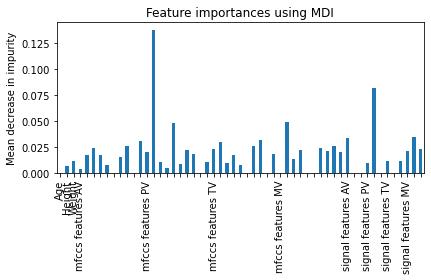 Feature importances using MDI
Mean decrease in impurity
0.125
0.100
0.075
0.050
0.025
0.000
Age
Height
Weight
mfccs features AV
mfccs features PV
mfccs features TV
mfccs features MV
signal features AV
signal features PV
signal features TV
signal features MV